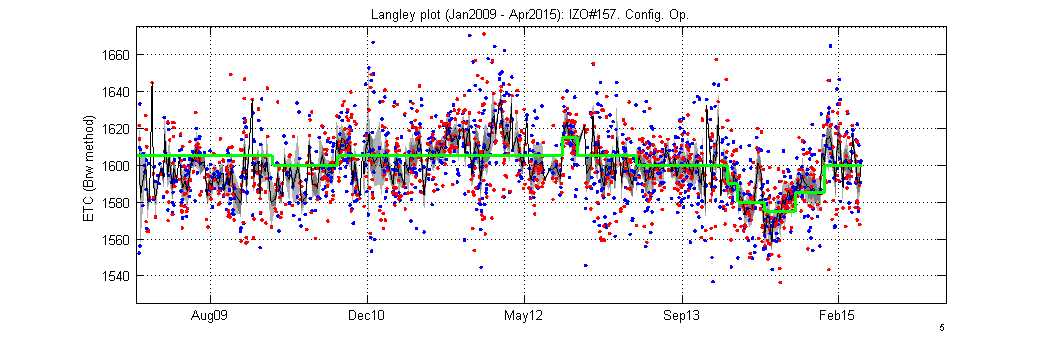 Langley plot (Jan2009 - Apr2015): IZO#157. Config. Op.
ETC (Brw method)
1660
1640
1620
1600
1580
1560
1540
Aug09 Dec10 May12 Sep13 Feb15
5